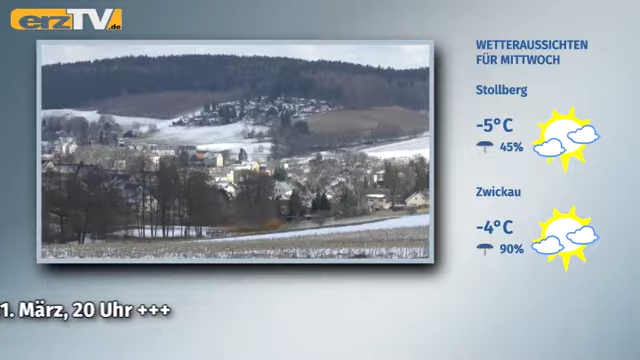 erzTV.de
WETTERAUSSICHTEN
FÜR MITTWOCH
Stollberg
-5°C
45%
Zwickau
-4°C
90%
1. März, 20 Uhr +++